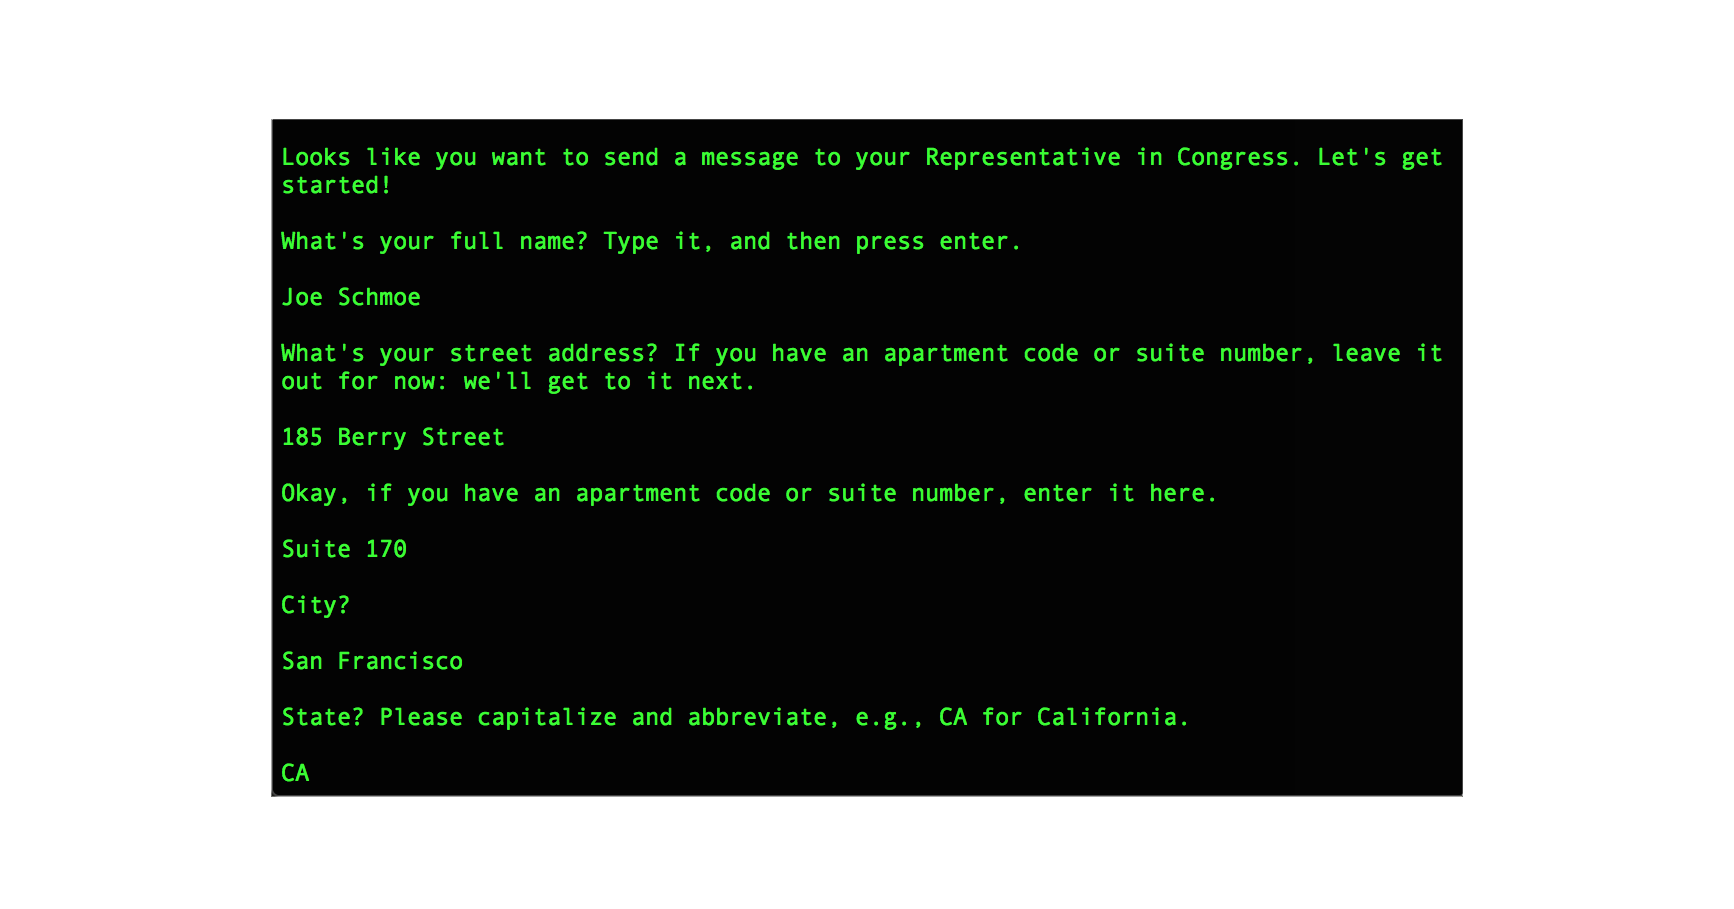 Looks like you want to send a message to your Representative in Congress. Let's get
started!
What's your full name? Type it, and then press enter.
Joe Schmoe
What's your street address? If you have an apartment code or suite number, leave it
out for now: we'll get to it next.
185 Berry Street
Okay, if you have an apartment code or suite number, enter it here.
Suite 170
City?
San Francisco
State? Please capitalize and abbreviate, e.g., CA for California.
CA